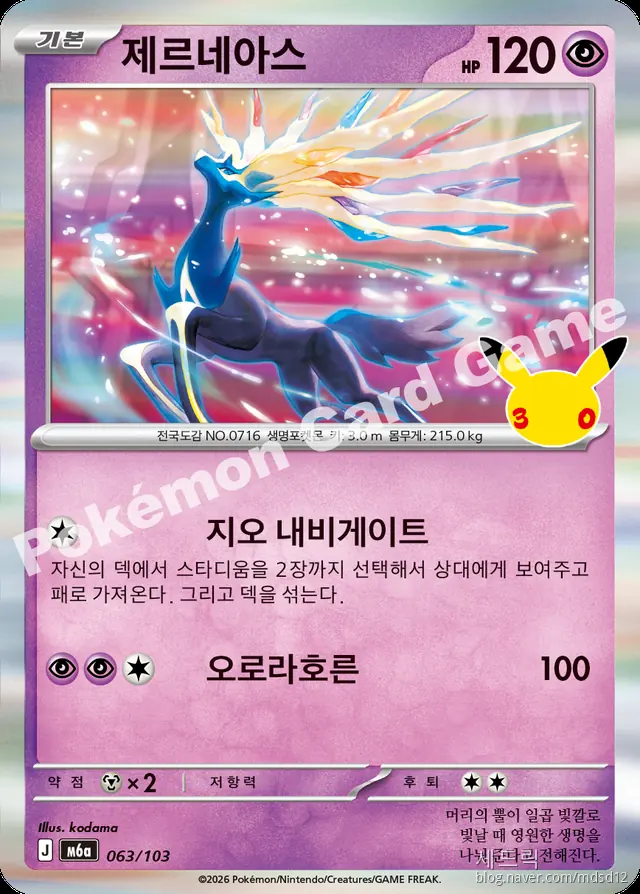 기본
제르네아스
HP 120
30
전국도감 NO.0716 생명포켓몬 키: 3.0 m 몸무게: 215.0 kg
Pokémon Card Game
지오 내비게이트
자신의 덱에서 스타디움을 2장까지 선택해서 상대에게 보여주고
패로 가져온다. 그리고 덱을 섞는다.
오로라호른 100
약점 ×2 저항력 후퇴
Illus. kodama
J M6a 063/103
머리의 뿔이 일곱 빛깔로
빛날 때 영원한 생명을
전해진다.
©2026 Pokémon/Nintendo/Creatures/GAME FREAK.
blog.naver.com/mdsd12